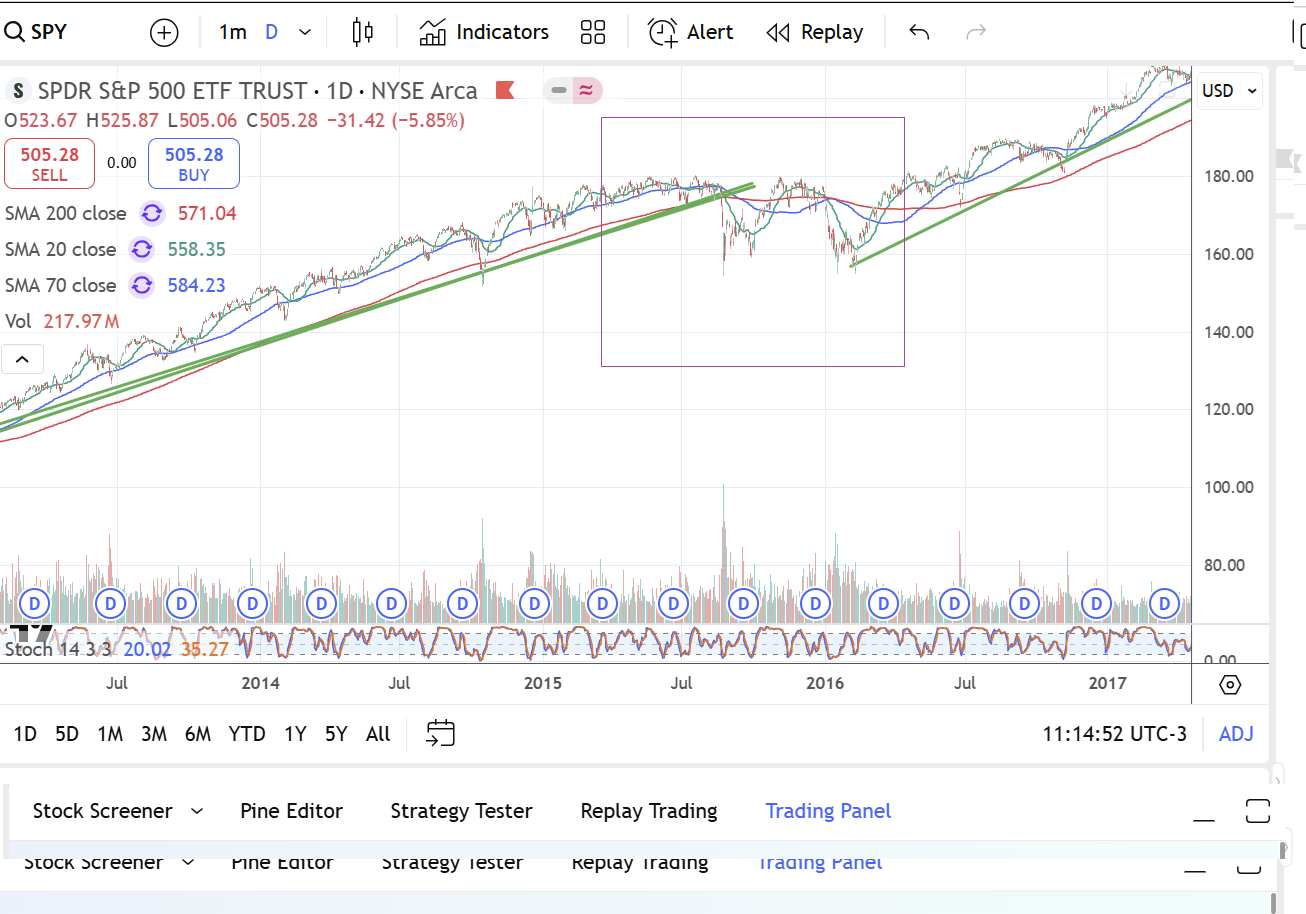 SPY 1m D Indicators Alert Replay
S SPDR S&P 500 ETF TRUST · 1D · NYSE Arca USD
O523.67 H525.87 L505.06 C505.28 −31.42 (−5.85%)
505.28 SELL 0.00 505.28 BUY
180.00
SMA 200 close 571.04
SMA 20 close 558.35
160.00
SMA 70 close 584.23
Vol 217.97M
140.00
120.00
100.00
80.00
D D D D D D D D D D D D D D D D D
Stoch 14 3 3 20.02 35.27
0.00
Jul 2014 Jul 2015 Jul 2016 Jul 2017
1D 5D 1M 3M 6M YTD 1Y 5Y All 11:14:52 UTC-3 ADJ
Stock Screener Pine Editor Strategy Tester Replay Trading Trading Panel
Stock Screener Pine Editor Strategy Tester Replay Trading Trading Panel